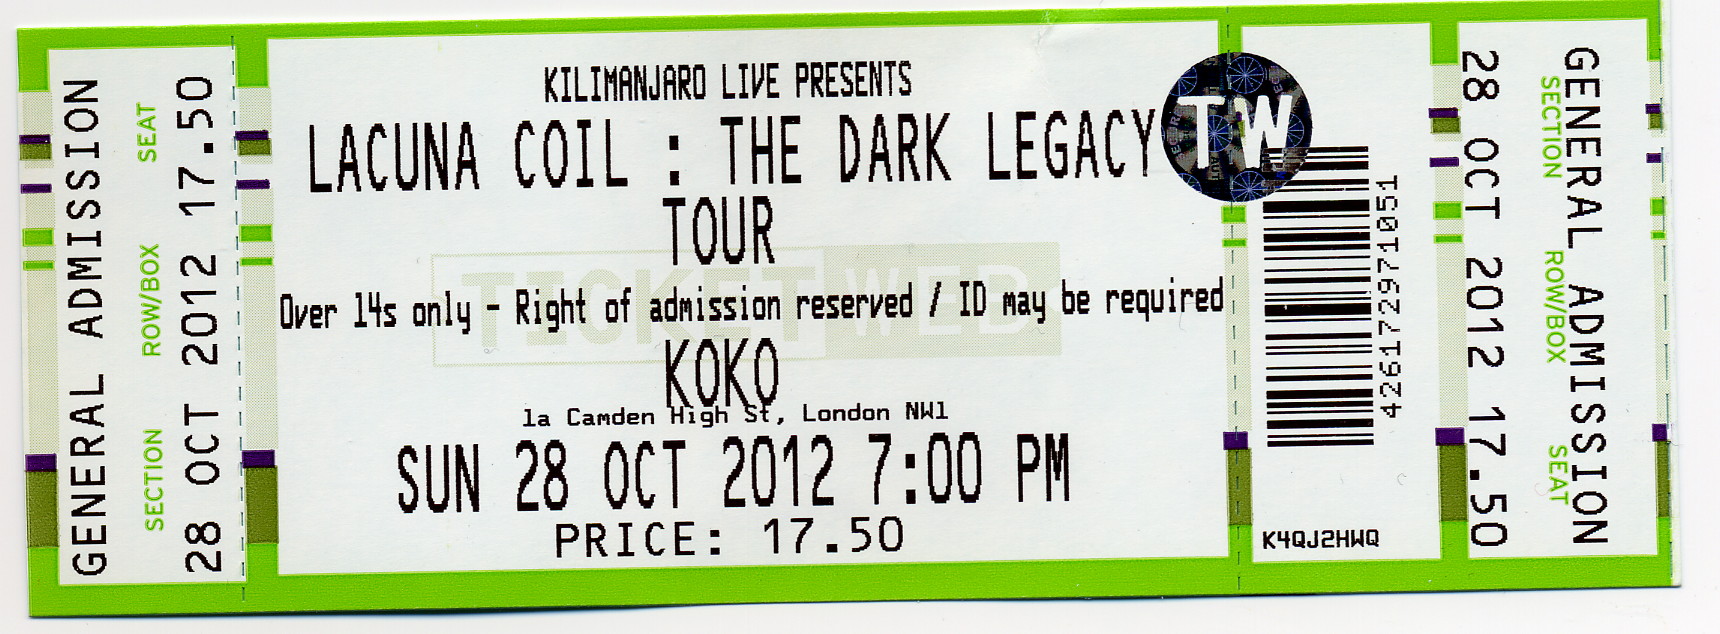 GENERAL ADMISSION
SECTION ROW/BOX SEAT
28 OCT 2012 17.50
KILIMANJARO LIVE PRESENTS
LACUNA COIL : THE DARK LEGACY
TOUR
TICKETWEB
Over 14s only - Right of admission reserved / ID may be required
KOKO
1a Camden High St, London NW1
SUN 28 OCT 2012 7:00 PM
PRICE: 17.50
TW
426172971051
K4QJ2HWQ
28 OCT 2012 17.50
SECTION ROW/BOX SEAT
GENERAL ADMISSION